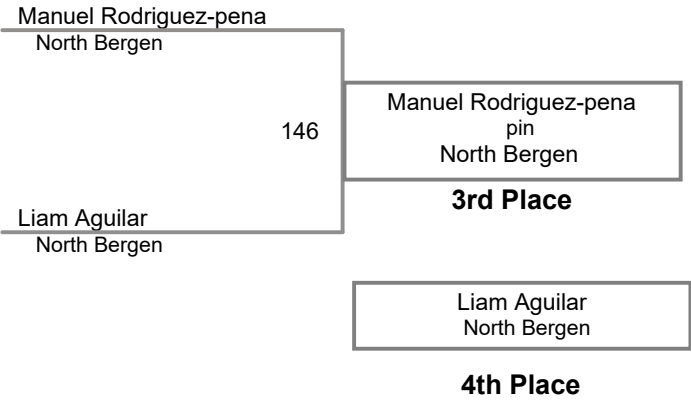 Manuel Rodriguez-pena
North Bergen
146
Manuel Rodriguez-pena
pin
North Bergen
3rd Place
Liam Aguilar
North Bergen
Liam Aguilar
North Bergen
4th Place